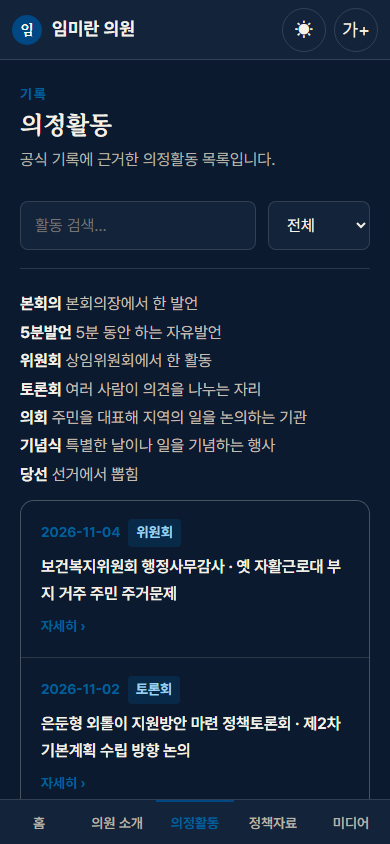 임 임미란 의원 가+
기록
의정활동
공식 기록에 근거한 의정활동 목록입니다.
활동 검색... 전체
본회의 본회의장에서 한 발언
5분발언 5분 동안 하는 자유발언
위원회 상임위원회에서 한 활동
토론회 여러 사람이 의견을 나누는 자리
의회 주민을 대표해 지역의 일을 논의하는 기관
기념식 특별한 날이나 일을 기념하는 행사
당선 선거에서 뽑힘
2026-11-04 위원회
보건복지위원회 행정사무감사 · 옛 자활근로대 부
지 거주 주민 주거문제
자세히 ›
2026-11-02 토론회
은둔형 외톨이 지원방안 마련 정책토론회 · 제2차
기본계획 수립 방향 논의
자세히 ›
홈 의원 소개 의정활동 정책자료 미디어